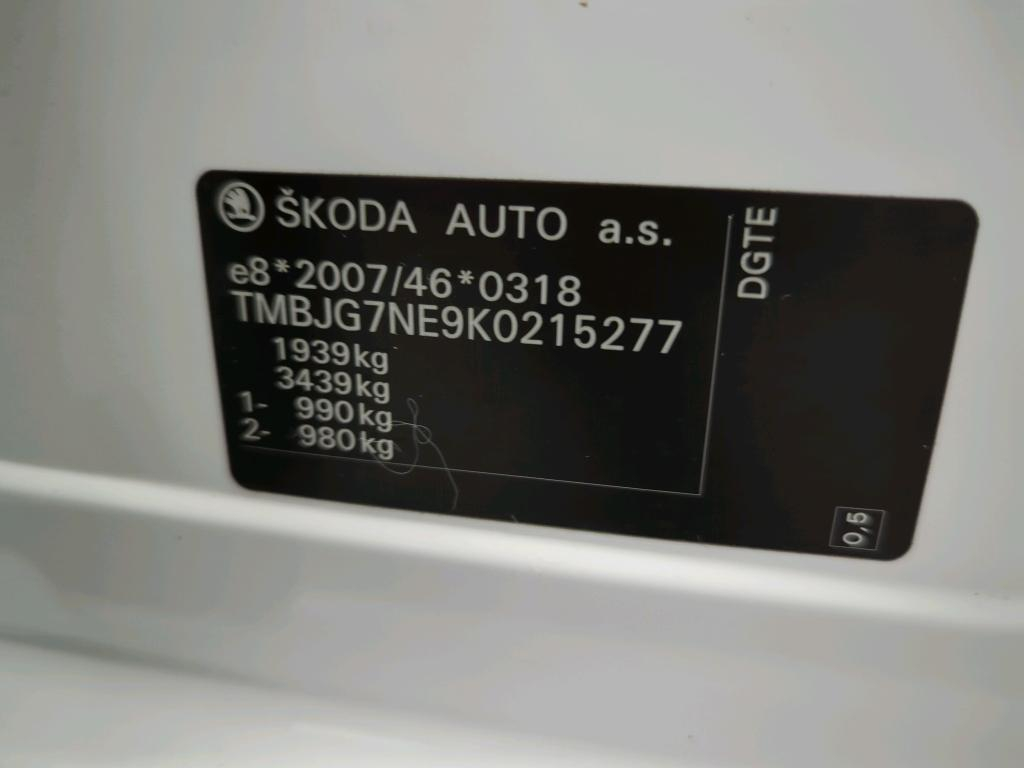 ŠKODA AUTO a.s.
e8*2007/46*0318
TMBJG7NE9K0215277
1939kg
3439kg
1- 990kg
2- 980kg
DGTE
0,5